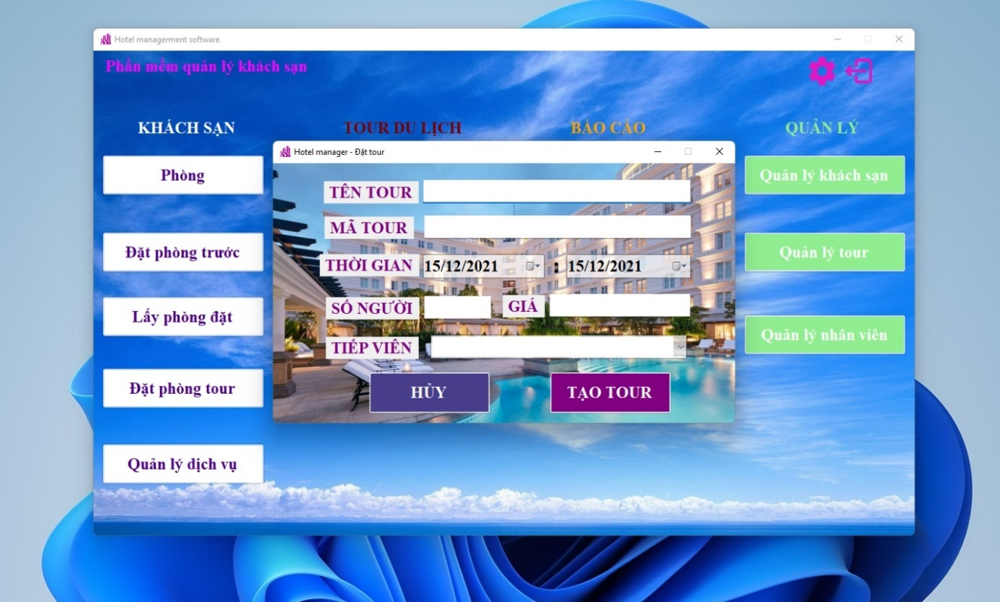 Hotel managerment software
Phần mềm quản lý khách sạn
KHÁCH SẠN
TOUR DU LỊCH
BÁO CÁO
QUẢN LÝ
Phòng
Đặt phòng trước
Lấy phòng đặt
Đặt phòng tour
Quản lý dịch vụ
Hotel manager - Đặt tour
TÊN TOUR
MÃ TOUR
THỜI GIAN 15/12/2021 : 15/12/2021
SỐ NGƯỜI GIÁ
TIẾP VIÊN
HỦY TẠO TOUR
Quản lý khách sạn
Quản lý tour
Quản lý nhân viên